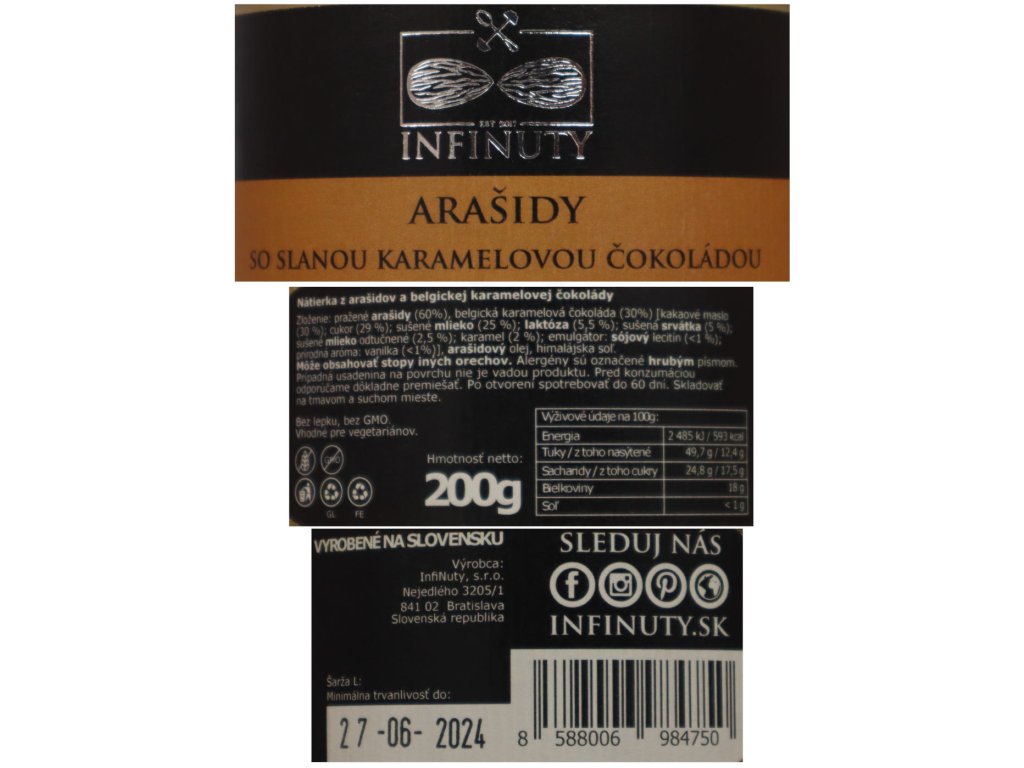 EST 2017
INFINUTY
ARAŠIDY
SO SLANOU KARAMELOVOU ČOKOLÁDOU
Nátierka z arašidov a belgickej karamelovej čokolády
Zloženie: pražené arašidy (60%), belgická karamelová čokoláda (30%) [kakaové maslo
(30 %); cukor (29 %); sušené mlieko (25 %); laktóza (5,5 %); sušená srvátka (5 %);
sušené mlieko odtučnené (2,5 %); karamel (2 %); emulgátor: sójový lecitín (<1 %);
prírodná aróma: vanilka (<1%)], arašidový olej, himalájska soľ.
Môže obsahovať stopy iných orechov. Alergény sú označené hrubým písmom.
Prípadná usadenina na povrchu nie je vadou produktu. Pred konzumáciou
odporúčame dôkladne premiešať. Po otvorení spotrebovať do 60 dní. Skladovať
na tmavom a suchom mieste.
Bez lepku, bez GMO.
Vhodné pre vegetariánov.
GMO
GL FE
Hmotnosť netto:
200g
Výživové údaje na 100g:
Energia 2 485 kJ / 593 kcal
Tuky / z toho nasýtené 49,7 g / 12,4 g
Sacharidy / z toho cukry 24,8 g / 17,5 g
Bielkoviny 18 g
Soľ < 1 g
VYROBENÉ NA SLOVENSKU
Výrobca:
InfiNuty, s.r.o.
Nejedlého 3205/1
841 02 Bratislava
Slovenská republika
Šarža L:
Minimálna trvanlivosť do:
27-06-2024
SLEDUJ NÁS
INFINUTY.SK
8 588006 984750